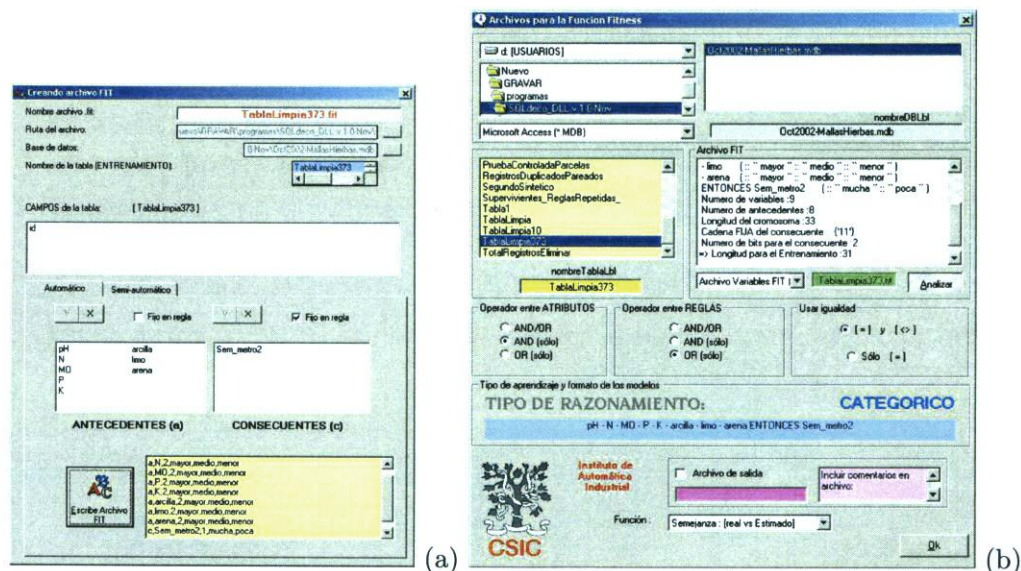 Creando archivo FIT
Nombre archivo .fit:
TablaLimpia373.fit
Ruta del archivo:
uevo\GRAVAR\programas\SQLdeco_DLL v 1.0-Nov\
Base de datos:
Nombre de la tabla (ENTRENAMIENTO):
TablaLimpia373
CAMPOS de la tabla: [TablaLimpia373]
id
Automático Semi-automático
Y X Fijo en regla Y X Fijo en regla
pH arcilla Sem_metro2
N limo
MO arena
P
K
ANTECEDENTES (a) CONSECUENTES (c)
Escribe Archivo
FIT
a,N,2,mayor,medio,menor
a,MO,2,mayor,medio,menor
a,P,2,mayor,medio,menor
a,K,2,mayor,medio,menor
a,arcilla,2,mayor,medio,menor
a,limo,2,mayor,medio,menor
a,arena,2,mayor,medio,menor
c,Sem_metro2,1,mucha,poca
(a)
Archivos para la Funcion Fitness
d: [USUARIOS]
Nuevo
GRAVAR
programas
SQLdeco_DLL v 1.0-Nov
Microsoft Access (*.MDB)
Oct2002-MallasHierbas.mdb
nombreDBLbl
Oct2002-MallasHierbas.mdb
PruebaControladaParcelas
RegistrosDuplicadosPareados
SegundoSintetico
Supervivientes_ReglasRepetidas_
Tabla1
TablaLimpia
TablaLimpia10
TablaLimpia373
TotalRegistrosEliminar
nombreTablaLbl
TablaLimpia373
Archivo FIT
- limo (:: " mayor " :: " medio " :: " menor " )
- arena (:: " mayor " :: " medio " :: " menor " )
ENTONCES Sem_metro2 (:: " mucha " :: " poca " )
Numero de variables :9
Numero de antecedentes :8
Longitud del cromosoma :33
Cadena FIJA del consecuente ('11')
Numero de bits para el consecuente 2
=> Longitud para el Entrenamiento :31
Archivo Variables FIT ( TablaLimpia373.fit Analizar
Operador entre ATRIBUTOS
AND/OR
AND (sólo)
OR (sólo)
Operador entre REGLAS
AND/OR
AND (sólo)
OR (sólo)
Usar igualdad
[=] y [<>]
Sólo [=]
Tipo de aprendizaje y formato de los modelos
TIPO DE RAZONAMIENTO: CATEGORICO
pH - N - MO - P - K - arcilla - limo - arena ENTONCES Sem_metro2
CSIC
Instituto de
Automática
Industrial
Archivo de salida
Incluir comentarios en
archivo:
Función: Semejanza : (real vs Estimado)
Ok
(b)